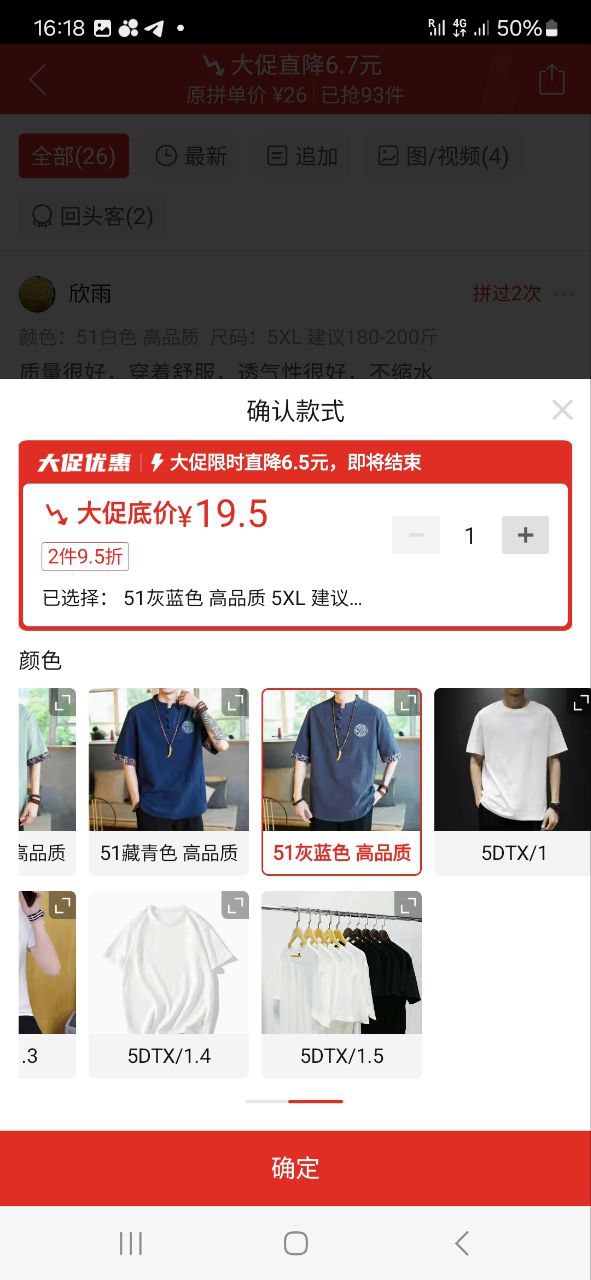 16:18
4G
50%
大促直降6.7元
原拼单价 ¥26 | 已抢93件
全部(26)
最新
追加
图/视频(4)
回头客(2)
欣雨
拼过2次
颜色：51白色 高品质 尺码：5XL 建议180-200斤
质量很好，穿着舒服，透气性很好，不缩水
确认款式
大促优惠
大促限时直降6.5元，即将结束
大促底价¥19.5
1
2件9.5折
已选择： 51灰蓝色 高品质 5XL 建议...
颜色
高品质
51藏青色 高品质
51灰蓝色 高品质
5DTX/1
.3
5DTX/1.4
5DTX/1.5
确定